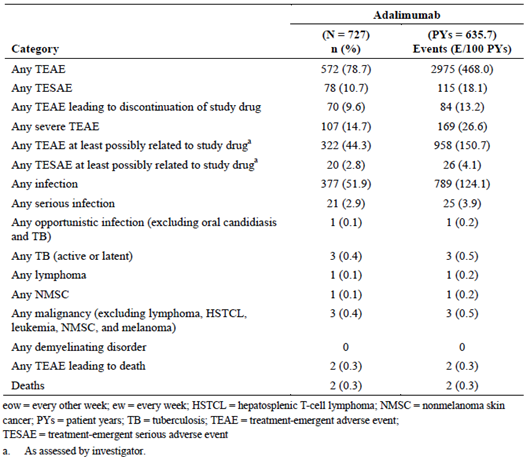 Adalimumab
(N = 727) (PYs = 635.7)
Category n (%) Events (E/100 PYs)
Any TEAE 572 (78.7) 2975 (468.0)
Any TESAE 78 (10.7) 115 (18.1)
Any TEAE leading to discontinuation of study drug 70 (9.6) 84 (13.2)
Any severe TEAE 107 (14.7) 169 (26.6)
Any TEAE at least possibly related to study drugᵃ 322 (44.3) 958 (150.7)
Any TESAE at least possibly related to study drugᵃ 20 (2.8) 26 (4.1)
Any infection 377 (51.9) 789 (124.1)
Any serious infection 21 (2.9) 25 (3.9)
Any opportunistic infection (excluding oral candidiasis 1 (0.1) 1 (0.2)
and TB)
Any TB (active or latent) 3 (0.4) 3 (0.5)
Any lymphoma 1 (0.1) 1 (0.2)
Any NMSC 1 (0.1) 1 (0.2)
Any malignancy (excluding lymphoma, HSTCL, 3 (0.4) 3 (0.5)
leukemia, NMSC, and melanoma)
Any demyelinating disorder 0 0
Any TEAE leading to death 2 (0.3) 2 (0.3)
Deaths 2 (0.3) 2 (0.3)
eow = every other week; ew = every week; HSTCL = hepatosplenic T-cell lymphoma; NMSC = nonmelanoma skin
cancer; PYs = patient years; TB = tuberculosis; TEAE = treatment-emergent adverse event;
TESAE = treatment-emergent serious adverse event
a. As assessed by investigator.